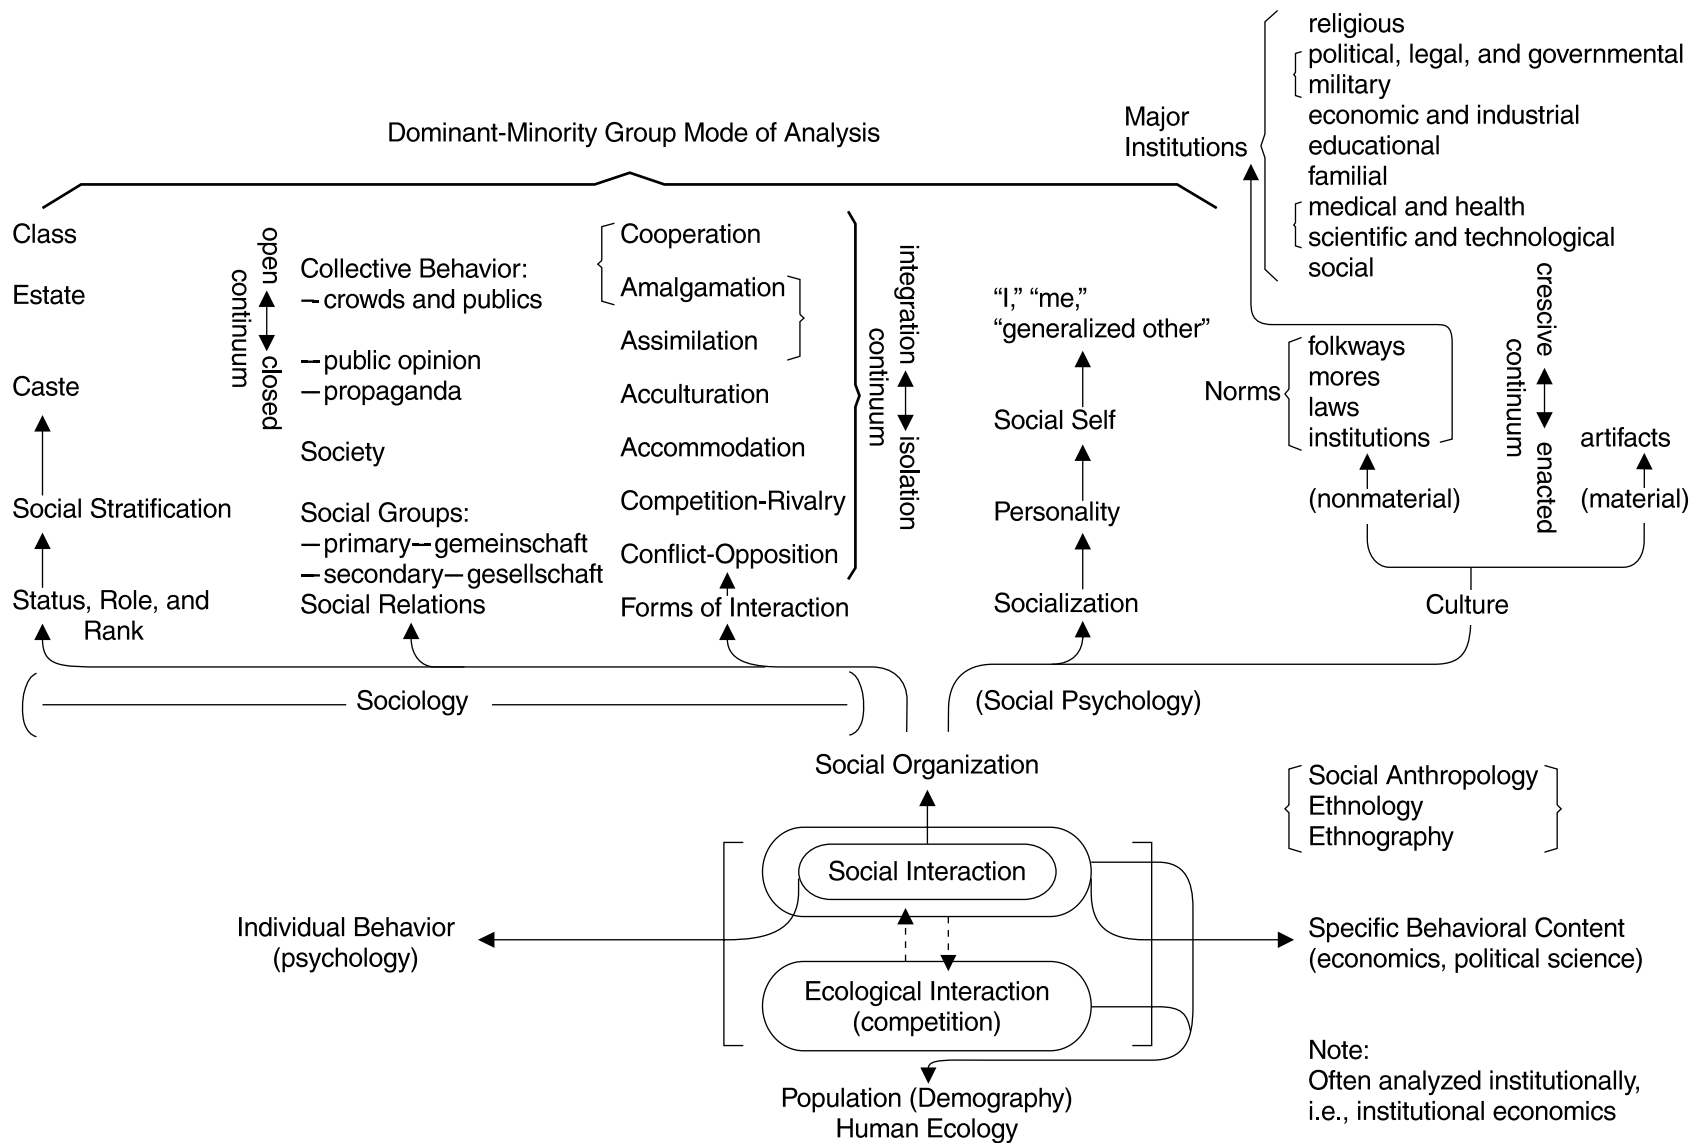 religious
political, legal, and governmental
military
economic and industrial
educational
familial
medical and health
scientific and technological
social
Major
Institutions
Dominant-Minority Group Mode of Analysis
Class
Estate
Caste
Social Stratification
Status, Role, and
Rank
open
closed
continuum
Collective Behavior:
–crowds and publics
–public opinion
–propaganda
Society
Social Groups:
–primary–gemeinschaft
–secondary–gesellschaft
Social Relations
Cooperation
Amalgamation
Assimilation
Acculturation
Accommodation
Competition-Rivalry
Conflict-Opposition
Forms of Interaction
integration
isolation
continuum
“I,” “me,”
“generalized other”
Social Self
Personality
Socialization
Norms
folkways
mores
laws
institutions
(nonmaterial)
crescive
enacted
continuum
artifacts
(material)
Culture
Sociology
(Social Psychology)
Social Organization
Social Anthropology
Ethnology
Ethnography
Social Interaction
Individual Behavior
(psychology)
Specific Behavioral Content
(economics, political science)
Ecological Interaction
(competition)
Note:
Often analyzed institutionally,
i.e., institutional economics
Population (Demography)
Human Ecology